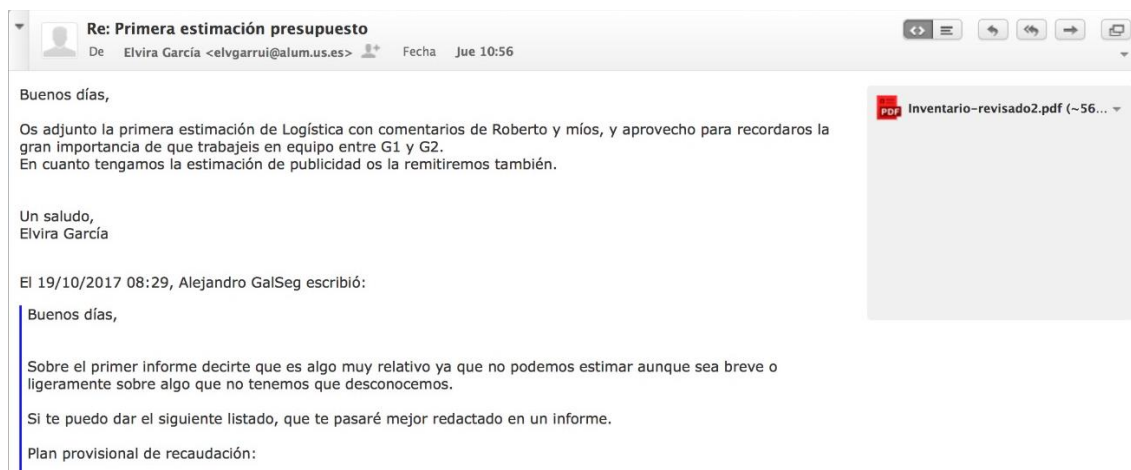 Re: Primera estimación presupuesto
De Elvira García <elvgarrui@alum.us.es> Fecha Jue 10:56
Buenos días,
Inventario-revisado2.pdf (~56...
PDF
Os adjunto la primera estimación de Logística con comentarios de Roberto y míos, y aprovecho para recordaros la
gran importancia de que trabajeis en equipo entre G1 y G2.
En cuanto tengamos la estimación de publicidad os la remitiremos también.
Un saludo,
Elvira García
El 19/10/2017 08:29, Alejandro GalSeg escribió:
Buenos días,
Sobre el primer informe decirte que es algo muy relativo ya que no podemos estimar aunque sea breve o
ligeramente sobre algo que no tenemos que desconocemos.
Si te puedo dar el siguiente listado, que te pasaré mejor redactado en un informe.
Plan provisional de recaudación: